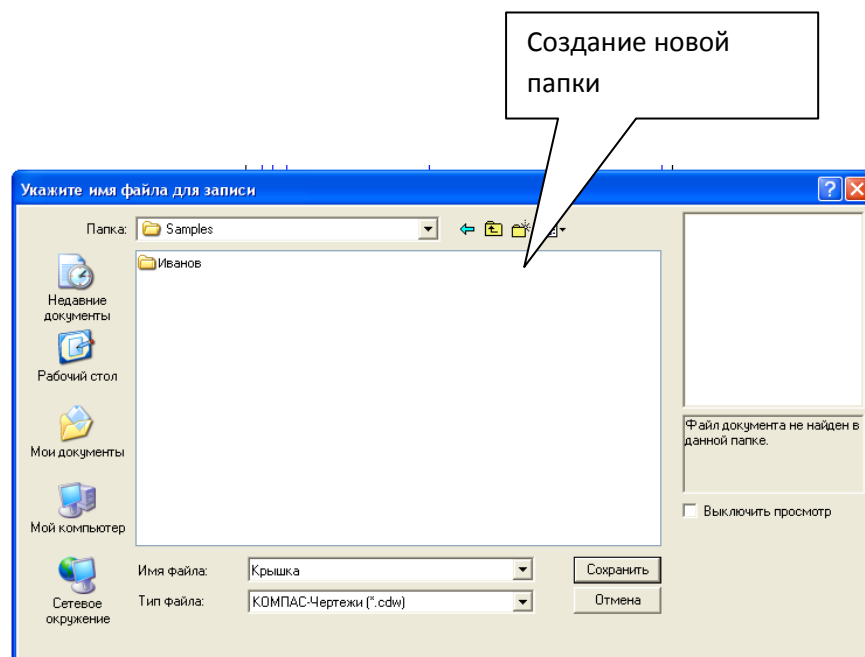 Создание новой
папки
Укажите имя файла для записи
Папка: Samples
Иванов
Недавние
документы
Рабочий стол
Мои документы
Мой компьютер
Сетевое
окружение
Файл документа не найден в
данной папке.
Выключить просмотр
Имя файла: Крышка Сохранить
Тип файла: КОМПАС-Чертежи (*.cdw) Отмена